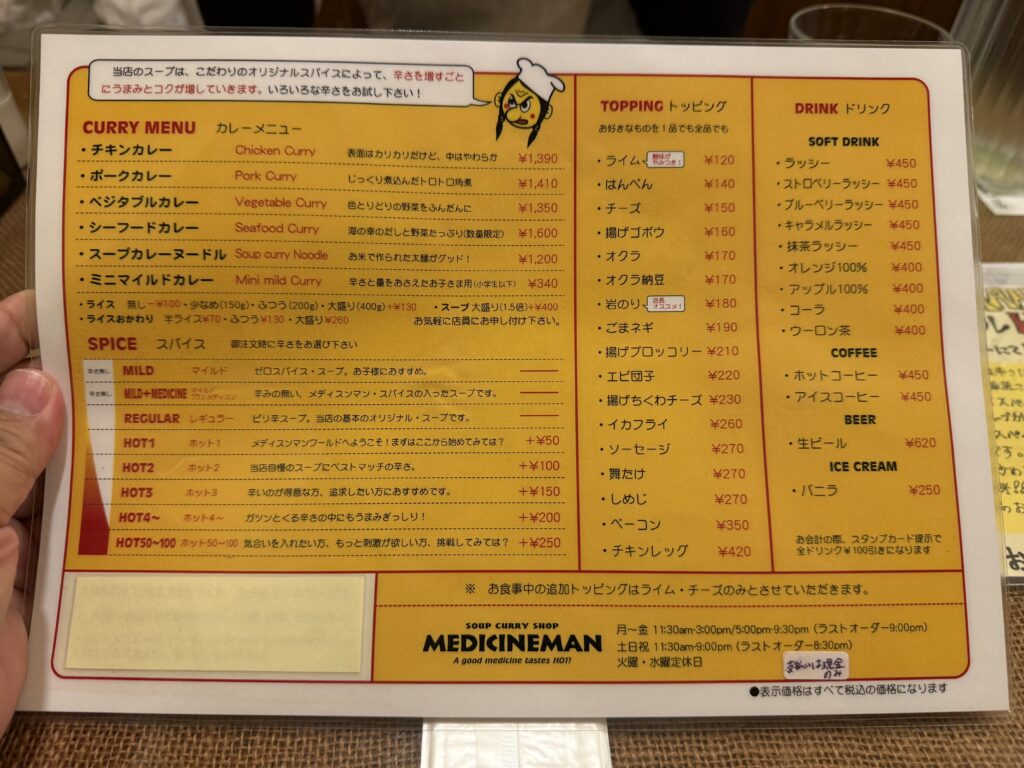 当店のスープは、こだわりのオリジナルスパイスによって、辛さを増すごと
にうまみとコクが増していきます。いろいろな辛さをお試し下さい!
CURRY MENU カレーメニュー
・チキンカレー Chicken Curry 表面はカリカリだけど、中はやわらか ¥1,390
・ポークカレー Pork Curry じっくり煮込んだトロトロ角煮 ¥1,410
・ベジタブルカレー Vegetable Curry 色とりどりの野菜をふんだんに ¥1,350
・シーフードカレー Seafood Curry 海の幸のだしと野菜たっぷり(数量限定) ¥1,600
・スープカレーヌードル Soup curry Noodle お米で作られた太麺がグッド! ¥1,200
・ミニマイルドカレー Mini mild Curry 辛さと量をおさえたお子さま用(小学生以下) ¥340
・ライス 無し−¥100・少なめ(150g)・ふつう(200g)・大盛り(400g)+¥130 ・スープ大盛り(1.5倍)+¥400
・ライスおかわり 半ライス¥70・ふつう¥130・大盛り¥260 お気軽に店員にお申し付け下さい。
SPICE スパイス 御注文時に辛さをお選び下さい
辛さ無し MILD マイルド ゼロスパイス・スープ。お子様におすすめ。
辛さ無し MILD+MEDICINE マイルドプラスメディスン 辛みの無い、メディスンマン・スパイスの入ったスープです。
REGULAR レギュラー ピリ辛スープ。当店の基本のオリジナル・スープです。
HOT1 ホット1 メディスンマンワールドへようこそ!まずはここから始めてみては? +¥50
HOT2 ホット2 当店自慢のスープにベストマッチの辛さ。 +¥100
HOT3 ホット3 辛いのが得意な方、追求したい方におすすめです。 +¥150
HOT4~ ホット4~ ガツンとくる辛さの中にもうまみぎっしり! +¥200
HOT50~100 ホット50~100 気合いを入れたい方、もっと刺激が欲しい方、挑戦してみては? +¥250
TOPPING トッピング
お好きなものを1品でも全品でも
・ライム 酸味がやみつき! ¥120
・はんぺん ¥140
・チーズ ¥150
・揚げゴボウ ¥160
・オクラ ¥170
・オクラ納豆 ¥170
・岩のり 店長オススメ! ¥180
・ごまネギ ¥190
・揚げブロッコリー ¥210
・エビ団子 ¥220
・揚げちくわチーズ ¥230
・イカフライ ¥260
・ソーセージ ¥270
・舞たけ ¥270
・しめじ ¥270
・ベーコン ¥350
・チキンレッグ ¥420
DRINK ドリンク
SOFT DRINK
・ラッシー ¥450
・ストロベリーラッシー ¥450
・ブルーベリーラッシー ¥450
・キャラメルラッシー ¥450
・抹茶ラッシー ¥450
・オレンジ100% ¥400
・アップル100% ¥400
・コーラ ¥400
・ウーロン茶 ¥400
COFFEE
・ホットコーヒー ¥450
・アイスコーヒー ¥450
BEER
・生ビール ¥620
ICE CREAM
・バニラ ¥250
お会計の際、スタンプカード提示で
全ドリンク¥100引きになります
※ お食事中の追加トッピングはライム・チーズのみとさせていただきます。
SOUP CURRY SHOP
MEDICINEMAN
A good medicine tastes HOT!
月〜金 11:30am-3:00pm/5:00pm-9:30pm (ラストオーダー9:00pm)
土日祝 11:30am-9:00pm (ラストオーダー8:30pm)
火曜・水曜定休日
支払いは現金
のみ
●表示価格はすべて税込の価格になります